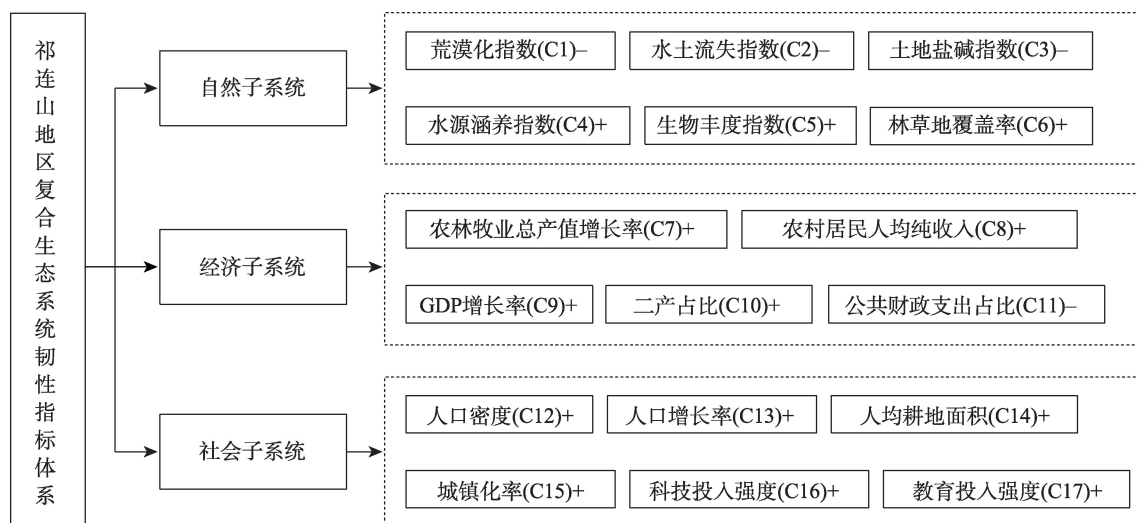 祁连山地区复合生态系统韧性指标体系
自然子系统
荒漠化指数(C1)–
水土流失指数(C2)–
土地盐碱指数(C3)–
水源涵养指数(C4)+
生物丰度指数(C5)+
林草地覆盖率(C6)+
经济子系统
农林牧业总产值增长率(C7)+
农村居民人均纯收入(C8)+
GDP增长率(C9)+
二产占比(C10)+
公共财政支出占比(C11)–
社会子系统
人口密度(C12)+
人口增长率(C13)+
人均耕地面积(C14)+
城镇化率(C15)+
科技投入强度(C16)+
教育投入强度(C17)+